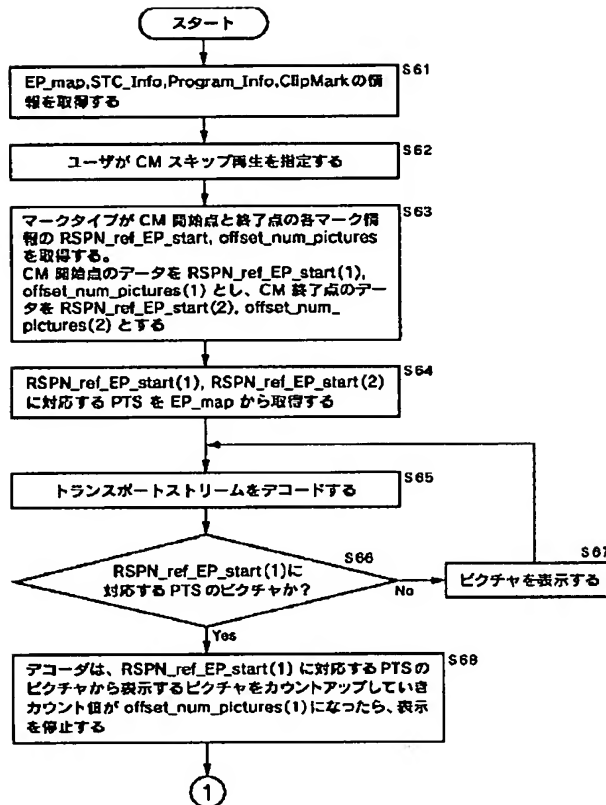 スタート
S61
EP_map,STC_Info,Program_Info,ClipMarkの情
報を取得する
S62
ユーザが CM スキップ再生を指定する
S63
マークタイプが CM 開始点と終了点の各マーク情
報の RSPN_ref_EP_start, offset_num_pictures
を取得する。
CM 開始点のデータを RSPN_ref_EP_start(1),
offset_num_pictures(1) とし、CM 終了点のデー
タを RSPN_ref_EP_start(2), offset_num_
pictures(2) とする
S64
RSPN_ref_EP_start(1), RSPN_ref_EP_start(2)
に対応する PTS を EP_map から取得する
S65
トランスポートストリームをデコードする
S66
RSPN_ref_EP_start(1)に
対応する PTS のピクチャか?
No
S67
ピクチャを表示する
Yes
S68
デコーダは、RSPN_ref_EP_start(1) に対応する PTS の
ピクチャから表示するピクチャをカウントアップしていき
カウント値が offset_num_pictures(1)になったら、表示
を停止する
1